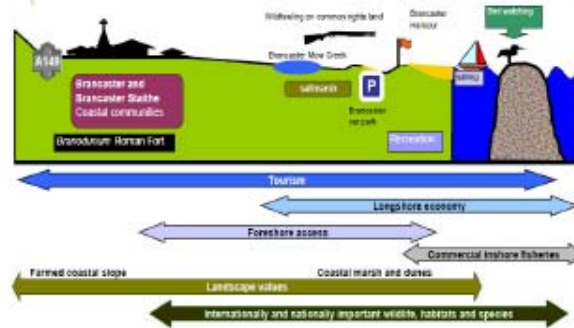 Wildfowling on common rights land
Brancaster
Harbour
Bird watching
A149
Brancaster Mow Creek
Brancaster and
Brancaster Staithe
Coastal communities
saltmarsh
P
sailing
Brancaster
car park
Branodunum Roman Fort
Recreation
Tourism
Longshore economy
Foreshore access
Commercial inshore fisheries
Farmed coastal slope
Coastal marsh and dunes
Landscape values
Internationally and nationally important wildlife, habitats and species